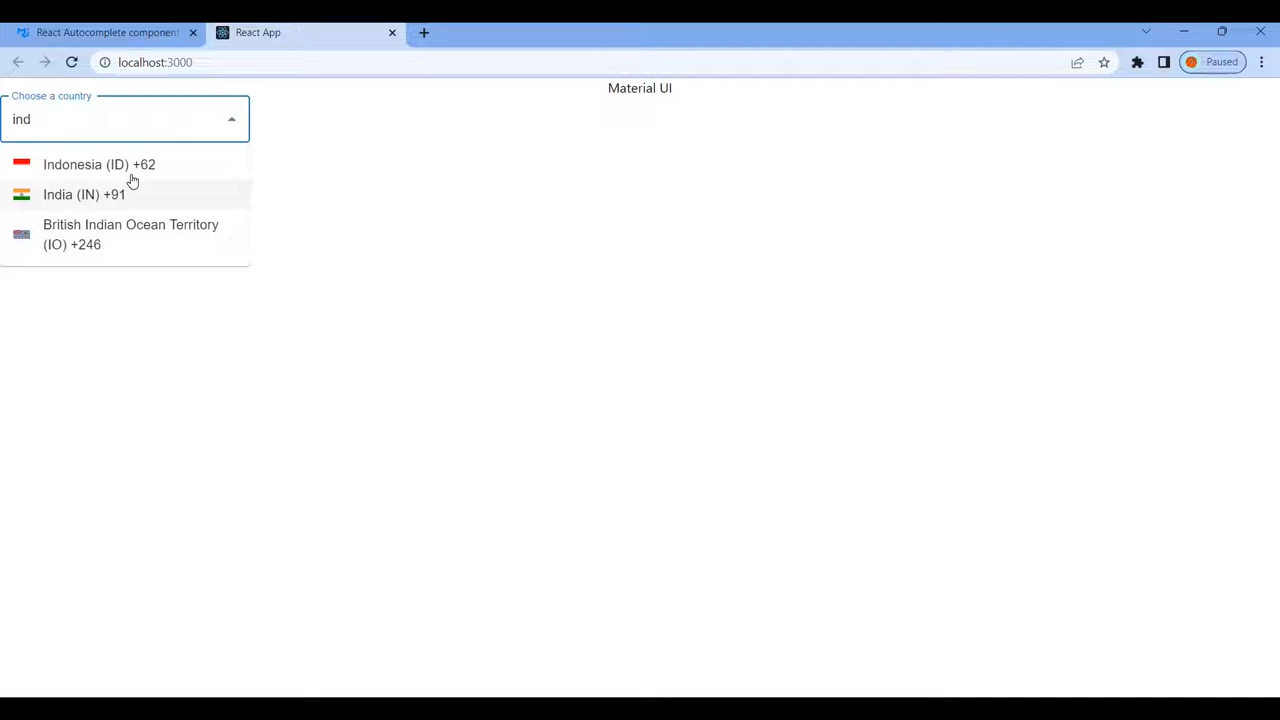 React Autocomplete component
React App
localhost:3000
Paused
Material UI
Choose a country
ind
Indonesia (ID) +62
India (IN) +91
British Indian Ocean Territory
(IO) +246